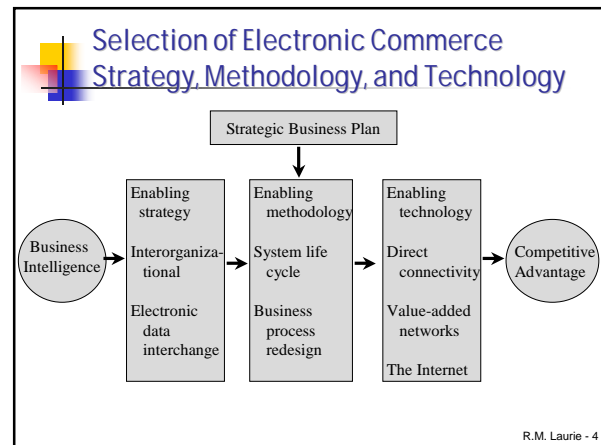 Selection of Electronic Commerce
Strategy, Methodology, and Technology
Strategic Business Plan
Business
Intelligence
Enabling
strategy
Interorganiza-
tional
Electronic
data
interchange
Enabling
methodology
System life
cycle
Business
process
redesign
Enabling
technology
Direct
connectivity
Value-added
networks
The Internet
Competitive
Advantage
R.M. Laurie - 4